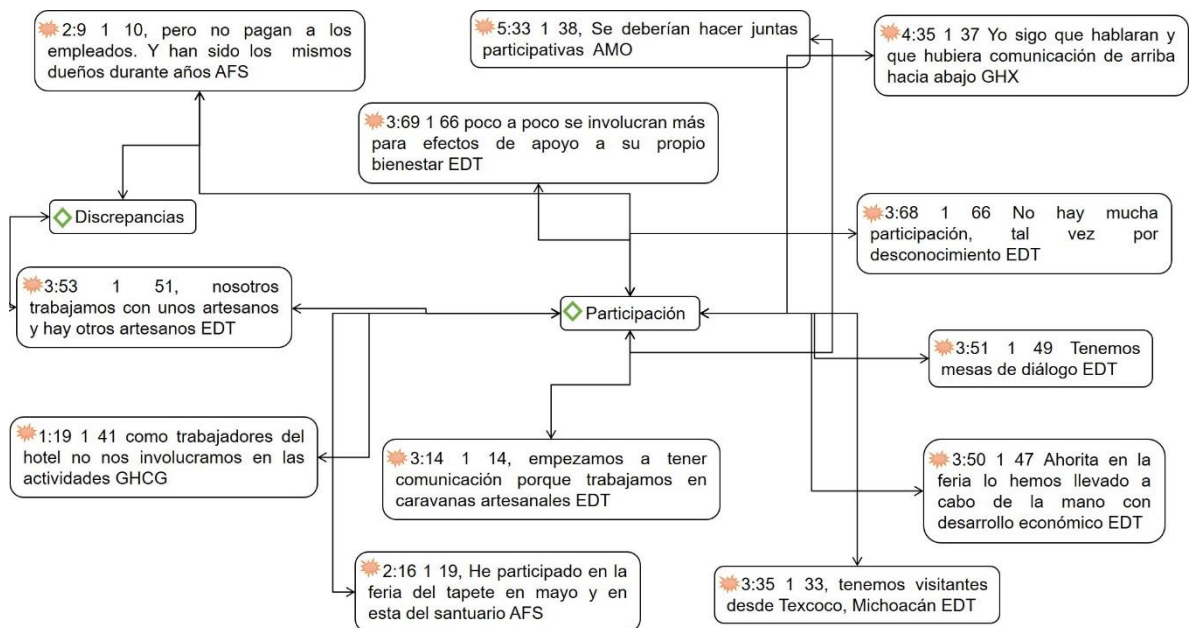 2:9 1 10, pero no pagan a los
empleados. Y han sido los mismos
dueños durante años AFS
5:33 1 38, Se deberían hacer juntas
participativas AMO
4:35 1 37 Yo sigo que hablaran y
que hubiera comunicación de arriba
hacia abajo GHX
3:69 1 66 poco a poco se involucran más
para efectos de apoyo a su propio
bienestar EDT
Discrepancias
3:68 1 66 No hay mucha
participación, tal vez por
desconocimiento EDT
3:53 1 51, nosotros
trabajamos con unos artesanos
y hay otros artesanos EDT
Participación
3:51 1 49 Tenemos
mesas de diálogo EDT
1:19 1 41 como trabajadores del
hotel no nos involucramos en las
actividades GHCG
3:14 1 14, empezamos a tener
comunicación porque trabajamos en
caravanas artesanales EDT
3:50 1 47 Ahorita en la
feria lo hemos llevado a
cabo de la mano con
desarrollo económico EDT
2:16 1 19, He participado en la
feria del tapete en mayo y en
esta del santuario AFS
3:35 1 33, tenemos visitantes
desde Texcoco, Michoacán EDT